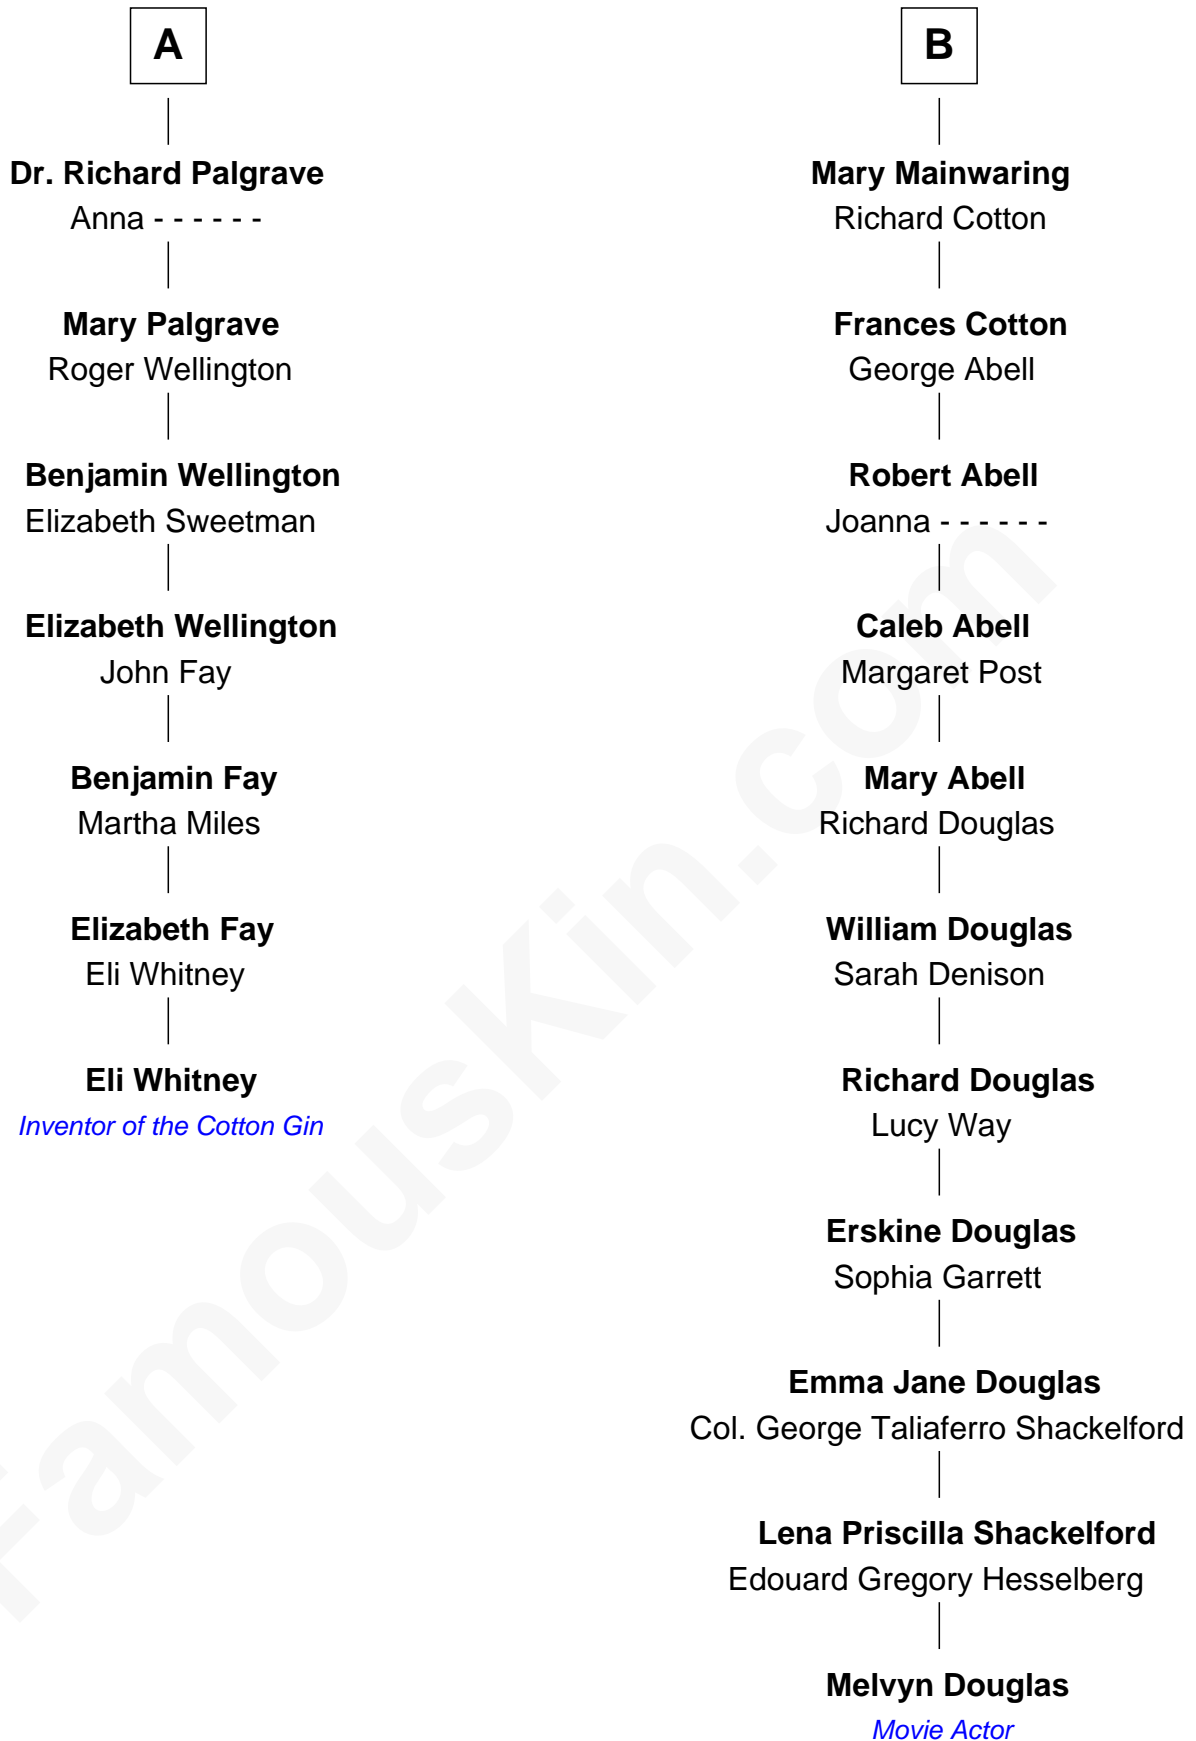 A
Dr. Richard Palgrave
Anna - - - - - -
Mary Palgrave
Roger Wellington
Benjamin Wellington
Elizabeth Sweetman
Elizabeth Wellington
John Fay
Benjamin Fay
Martha Miles
Elizabeth Fay
Eli Whitney
Eli Whitney
Inventor of the Cotton Gin
B
Mary Mainwaring
Richard Cotton
Frances Cotton
George Abell
Robert Abell
Joanna - - - - - -
Caleb Abell
Margaret Post
Mary Abell
Richard Douglas
William Douglas
Sarah Denison
Richard Douglas
Lucy Way
Erskine Douglas
Sophia Garrett
Emma Jane Douglas
Col. George Taliaferro Shackelford
Lena Priscilla Shackelford
Edouard Gregory Hesselberg
Melvyn Douglas
Movie Actor
FamousKin.com